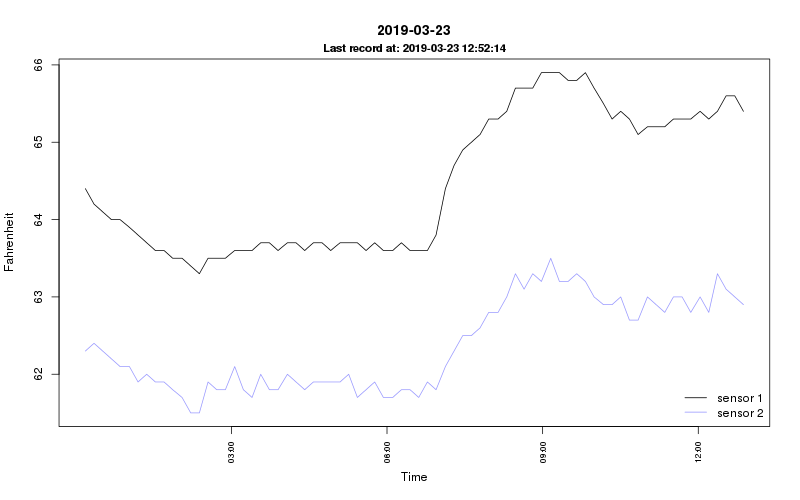 2019-03-23
Last record at: 2019-03-23 12:52:14
66
65
64
63
62
Fahrenheit
sensor 1
sensor 2
03:00
06:00
09:00
12:00
Time